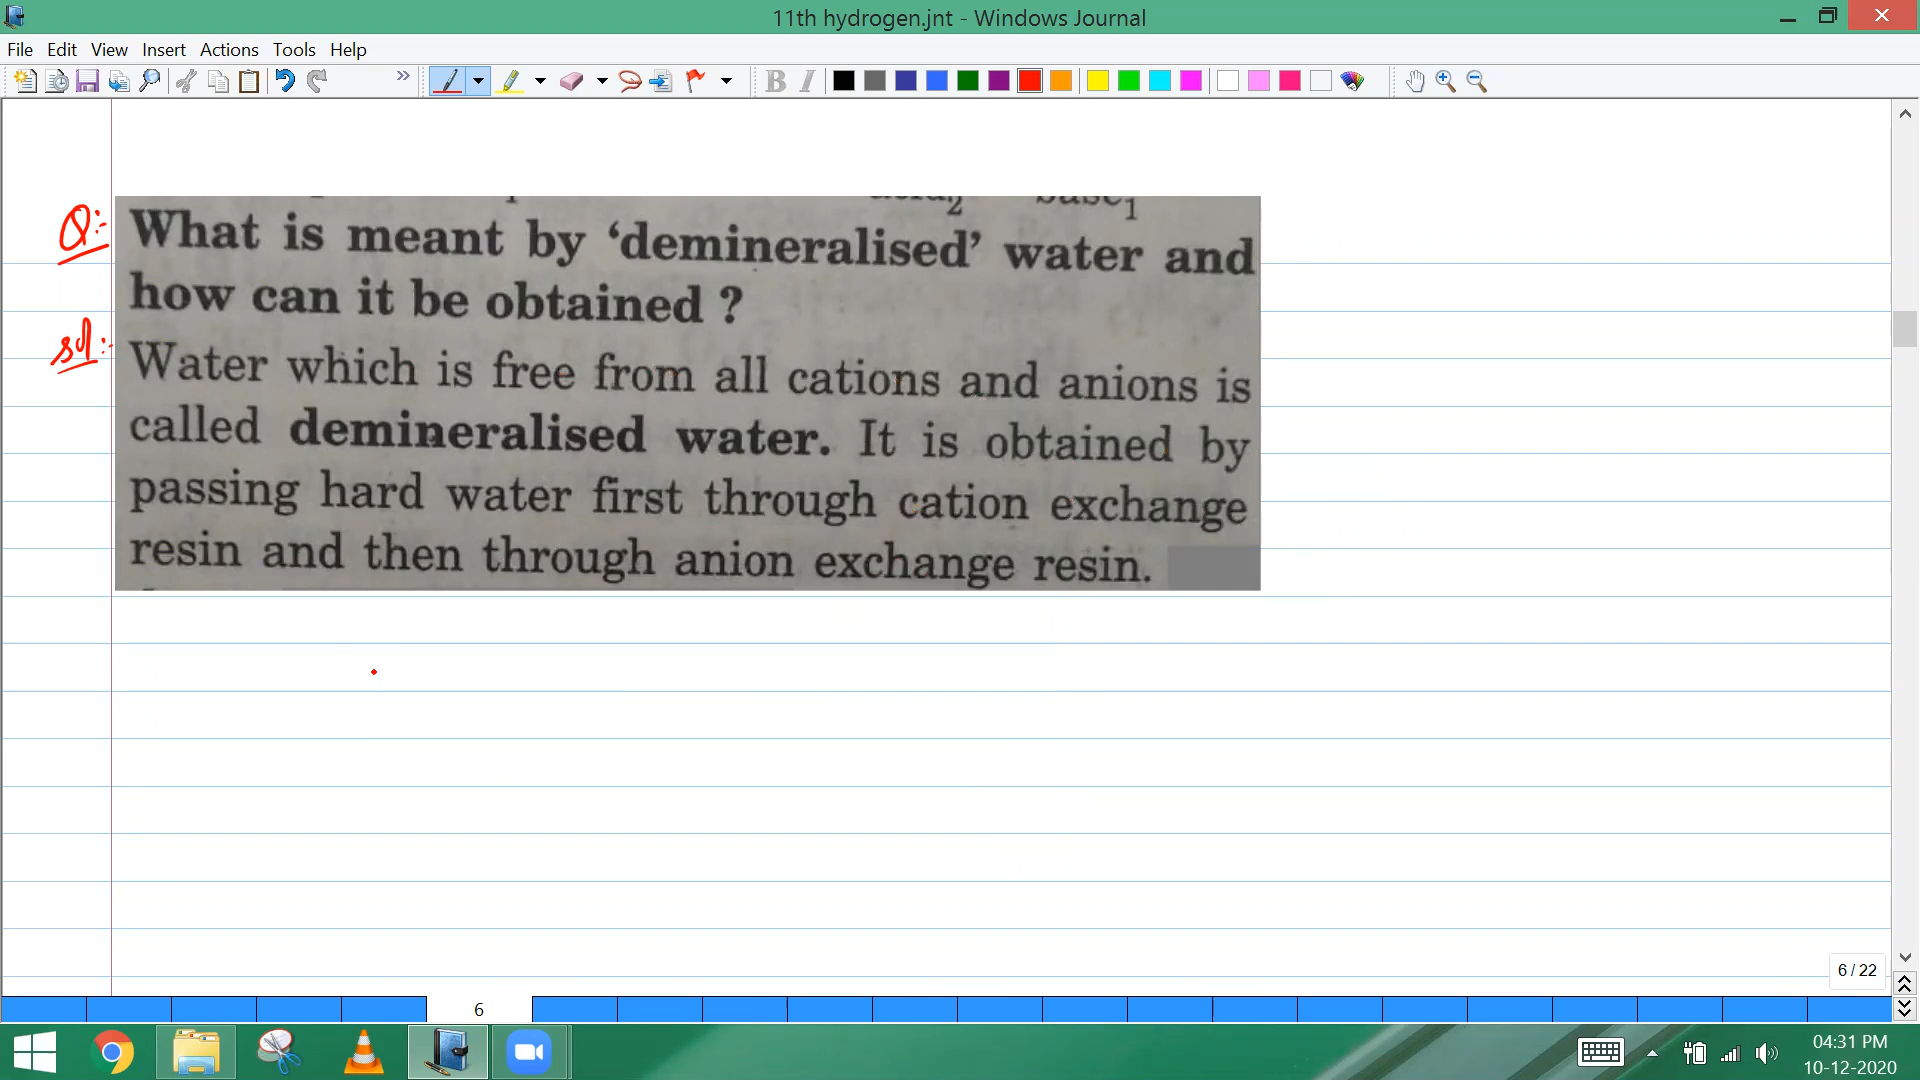 11th hydrogen.jnt - Windows Journal
File Edit View Insert Actions Tools Help
Q:-
What is meant by ‘demineralised’ water and
how can it be obtained ?
sol:-
Water which is free from all cations and anions is
called demineralised water. It is obtained by
passing hard water first through cation exchange
resin and then through anion exchange resin.
6 / 22
6
04:31 PM
10-12-2020